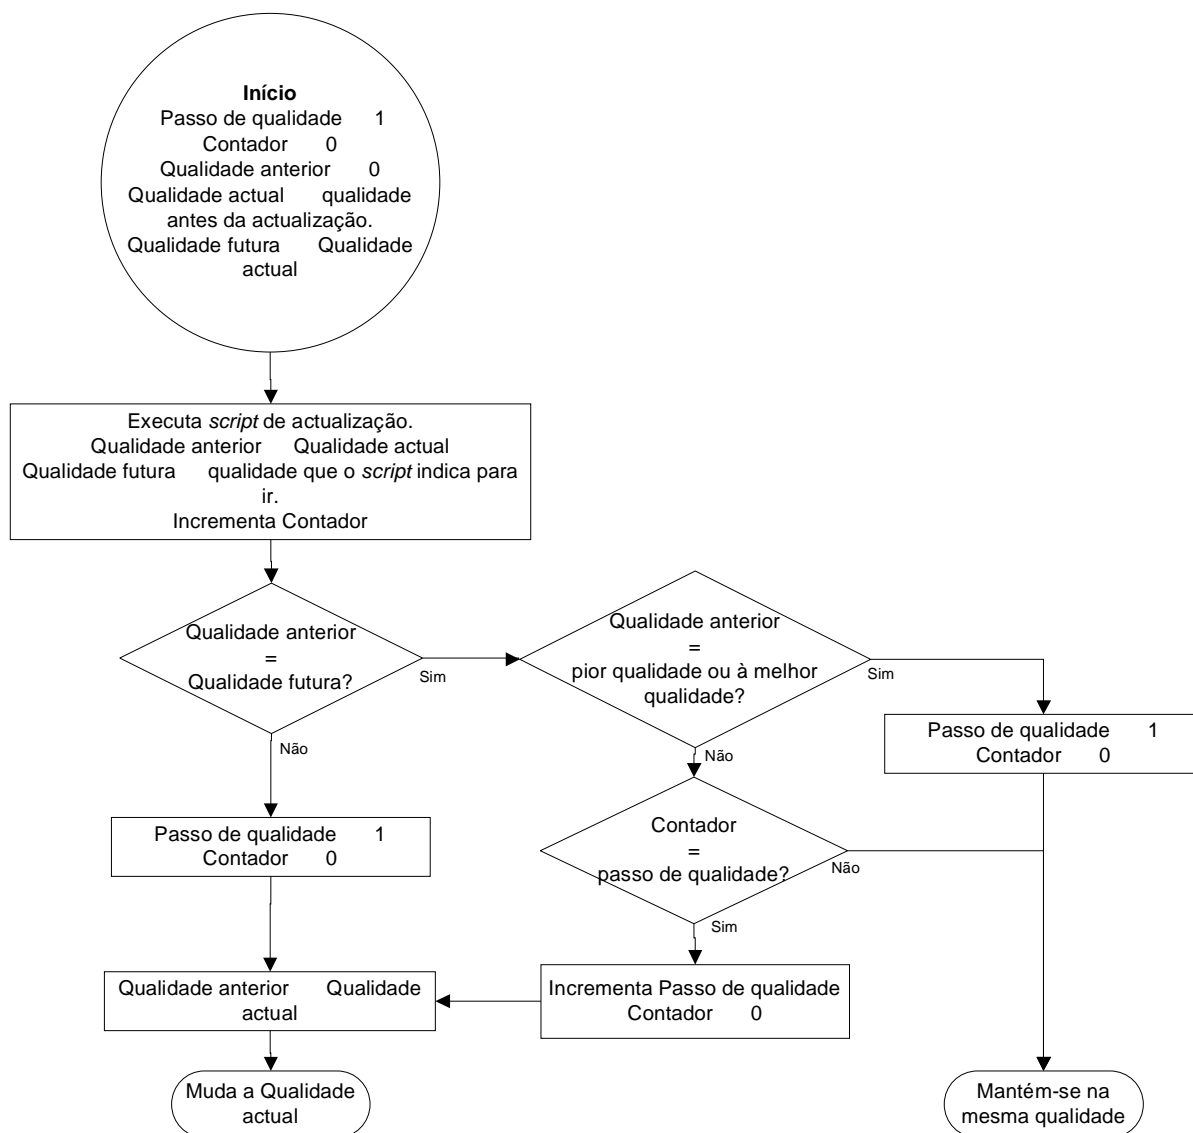 Início
Passo de qualidade 1
Contador 0
Qualidade anterior 0
Qualidade actual qualidade
antes da actualização.
Qualidade futura Qualidade
actual
Executa script de actualização.
Qualidade anterior Qualidade actual
Qualidade futura qualidade que o script indica para
ir.
Incrementa Contador
Qualidade anterior
=
Qualidade futura?
Sim
Não
Qualidade anterior
=
pior qualidade ou à melhor
qualidade?
Sim
Não
Passo de qualidade 1
Contador 0
Passo de qualidade 1
Contador 0
Contador
=
passo de qualidade?
Não
Sim
Qualidade anterior Qualidade
actual
Incrementa Passo de qualidade
Contador 0
Muda a Qualidade
actual
Mantém-se na
mesma qualidade